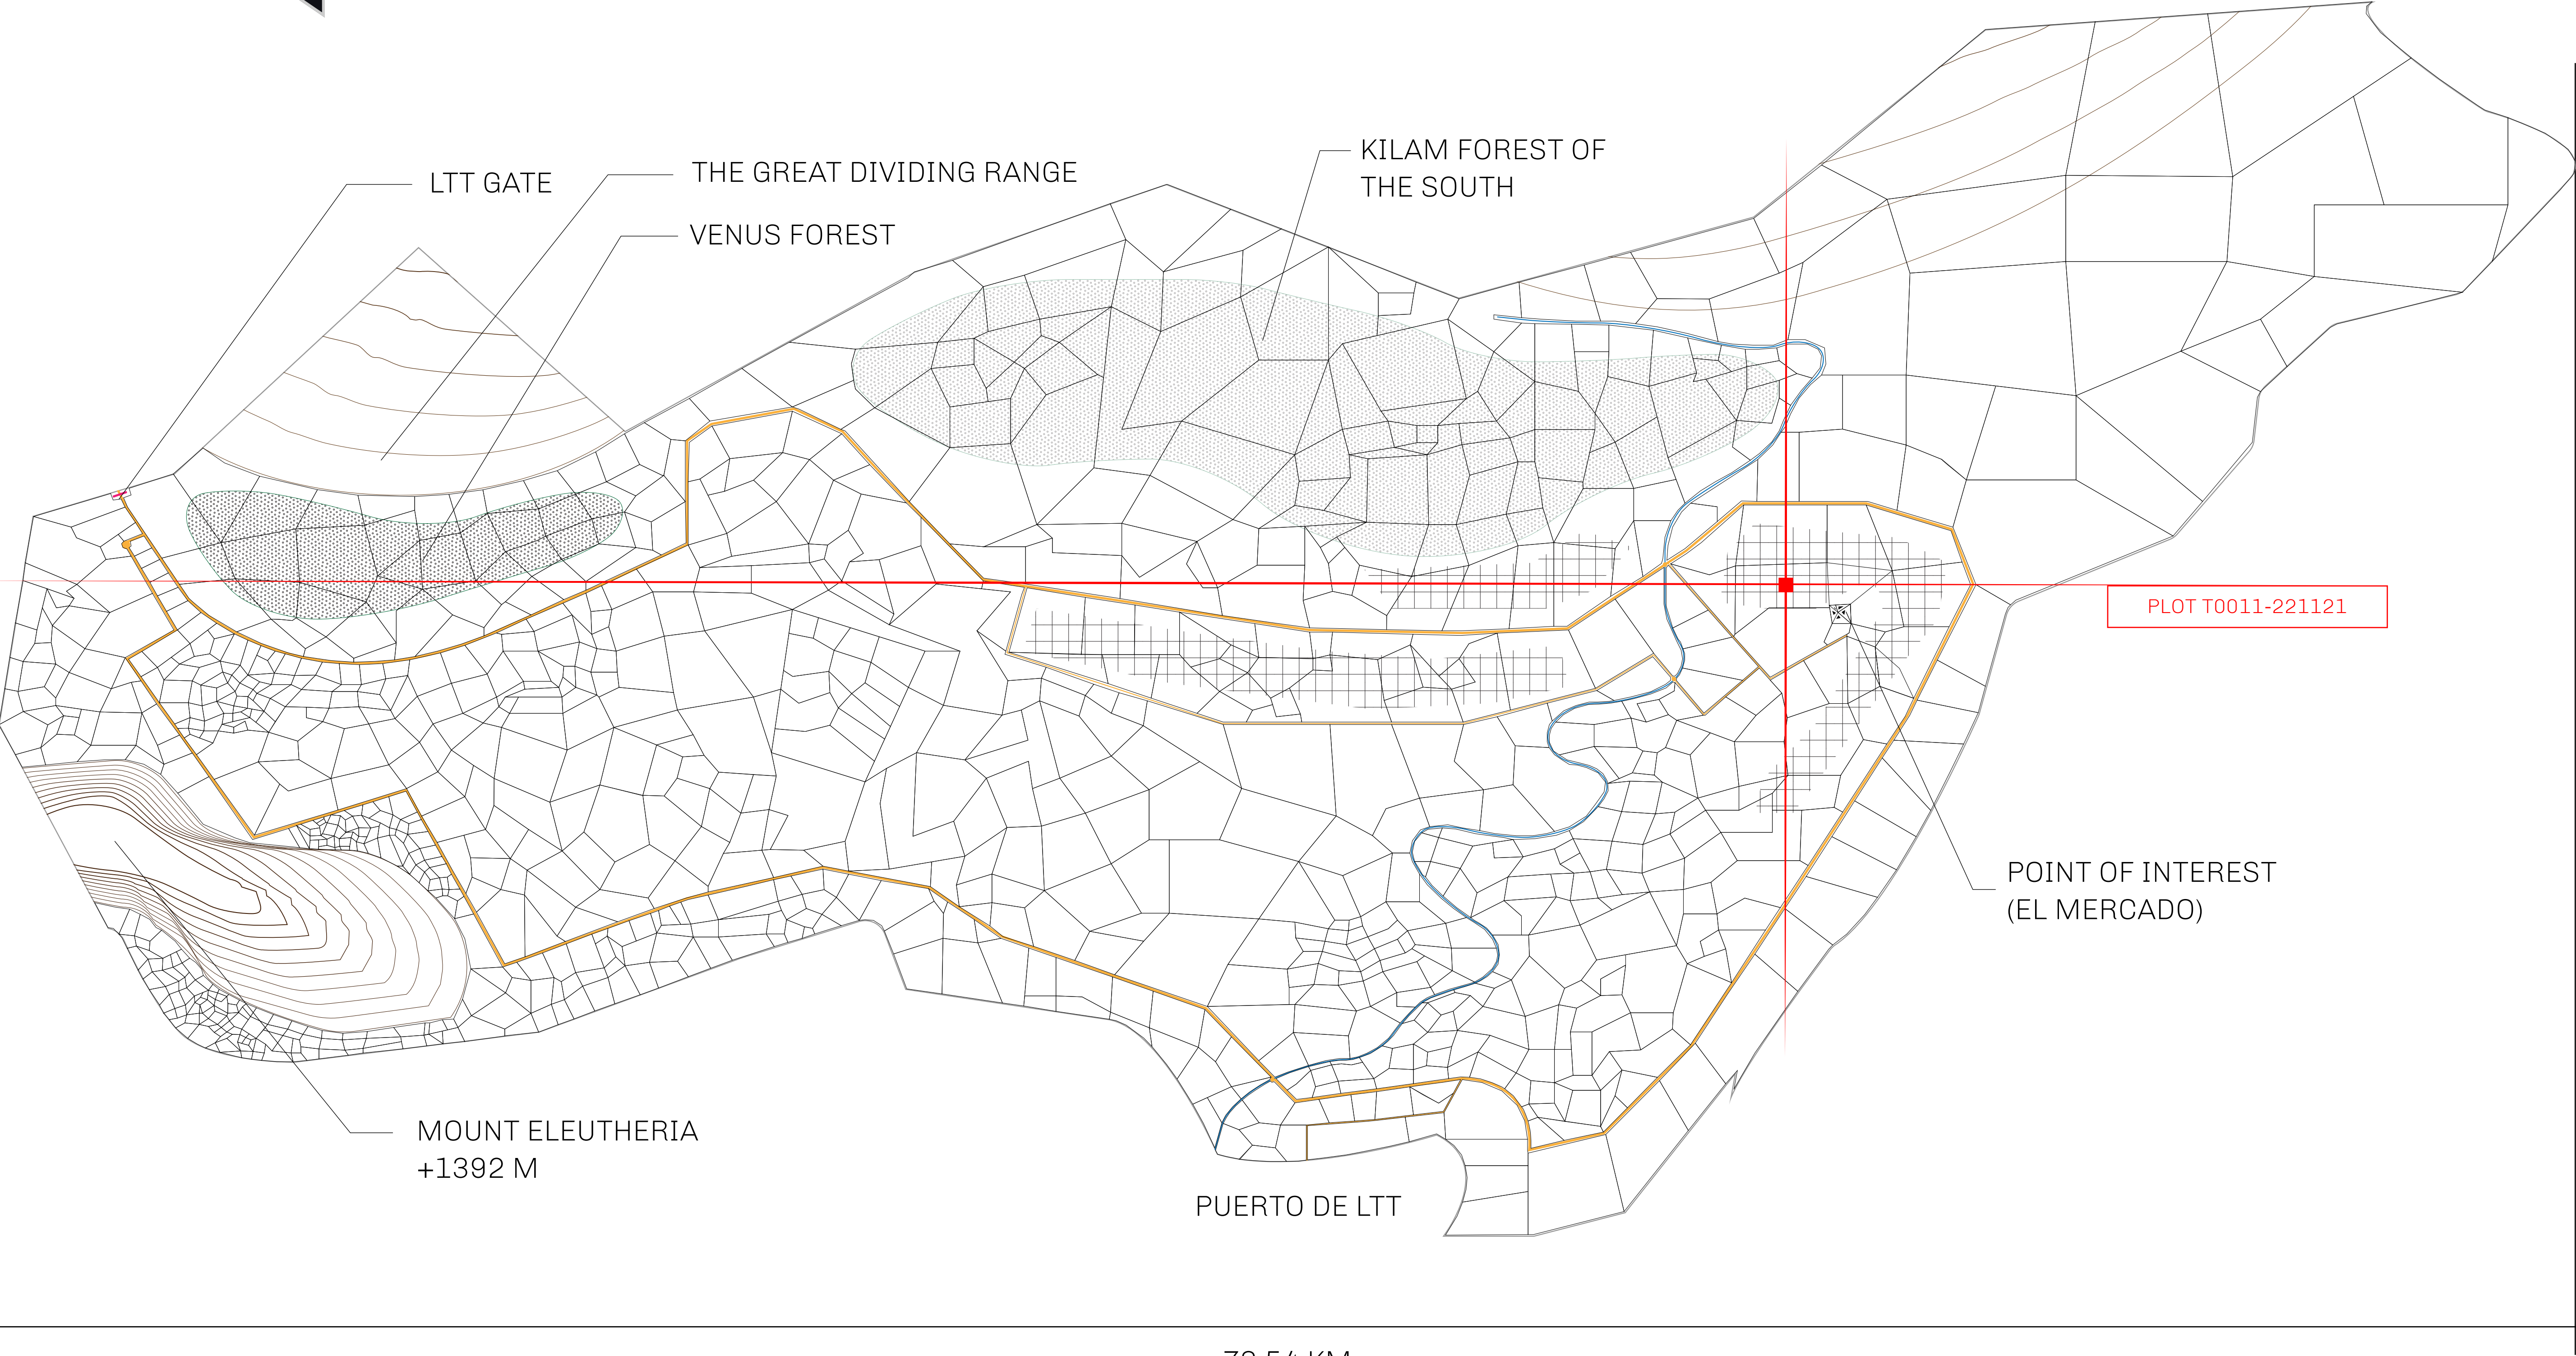 LTT GATE
THE GREAT DIVIDING RANGE
VENUS FOREST
KILAM FOREST OF
THE SOUTH
PLOT T0011-221121
POINT OF INTEREST
(EL MERCADO)
MOUNT ELEUTHERIA
+1392 M
PUERTO DE LTT
KM